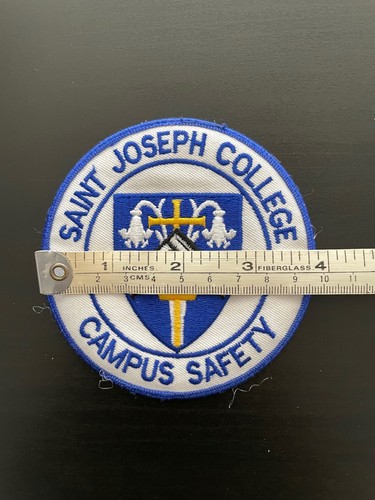 SAINT JOSEPH COLLEGE
1 INCHES 2 3 FIBERGLASS 4
2 CMS 3 4 5 6 7 8 9 10 11
CAMPUS SAFETY